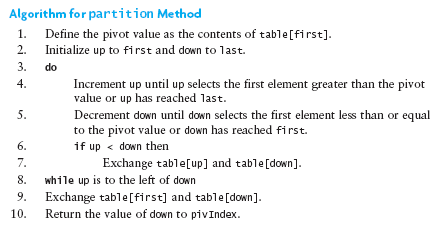 Algorithm for partition Method
1. Define the pivot value as the contents of table[first].
2. Initialize up to first and down to last.
3. do
4. Increment up until up selects the first element greater than the pivot
value or up has reached last.
5. Decrement down until down selects the first element less than or equal
to the pivot value or down has reached first.
6. if up < down then
7. Exchange table[up] and table[down].
8. while up is to the left of down
9. Exchange table[first] and table[down].
10. Return the value of down to pivIndex.